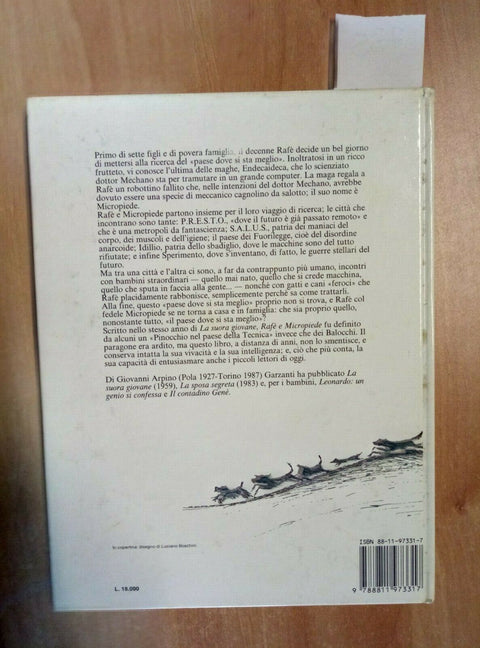 Primo di sette figli e di povera famiglia, il decenne Rafè decide un bel giorno
di mettersi alla ricerca del «paese dove si sta meglio». Inoltratosi in un ricco
frutteto, vi conosce l'ultima delle maghe, Endecaideca, che lo scienziato
dottor Mechano sta per tramutare in un grande computer. La maga regala a
Rafè un robottino fallito che, nelle intenzioni del dottor Mechano, avrebbe
dovuto essere una specie di meccanico cagnolino da salotto; il suo nome è
Micropiede.
Rafè e Micropiede partono insieme per il loro viaggio di ricerca; le città che
incontrano sono tante: P.R.E.S.T.O., «dove il futuro è già passato remoto» e
che è una metropoli da fantascienza; S.A.L.U.S., patria dei maniaci del
corpo, dei muscoli e dell'igiene; il paese dei Fuorilegge, cioè del disordine
anarcoide; Idillio, patria dello sbadiglio, dove le macchine sono del tutto
rifiutate; e infine Sperimento, dove s'inventano, di fatto, le guerre stellari del
futuro.
Ma tra una città e l'altra ci sono, a far da contrappunto più umano, incontri
con bambini straordinari — quello mai nato, quello che si crede macchina,
quello che sputa in faccia alla gente... — nonché con gatti e cani «feroci» che
Rafè placidamente rabbonisce, semplicemente perché sa come trattarli.
Alla fine, questo «paese dove si sta meglio» proprio non si trova, e Rafè col
fedele Micropiede se ne torna a casa e in famiglia: che sia proprio quello,
nonostante tutto, «il paese dove si sta meglio»?
Scritto nello stesso anno di La suora giovane, Rafè e Micropiede fu definito
da alcuni un «Pinocchio nel paese della Tecnica» invece che dei Balocchi. Il
paragone era ardito, ma questo libro, a distanza di anni, non lo smentisce, e
conserva intatta la sua vivacità e la sua intelligenza; e, ciò che più conta, la
sua capacità di entusiasmare anche i piccoli lettori di oggi.
Di Giovanni Arpino (Pola 1927-Torino 1987) Garzanti ha pubblicato La
suora giovane (1959), La sposa segreta (1983) e, per i bambini, Leonardo: un
genio si confessa e Il contadino Genè.
In copertina: disegno di Luciano Boschini
L. 18.000
ISBN 88-11-97331-7
9 788811 973317